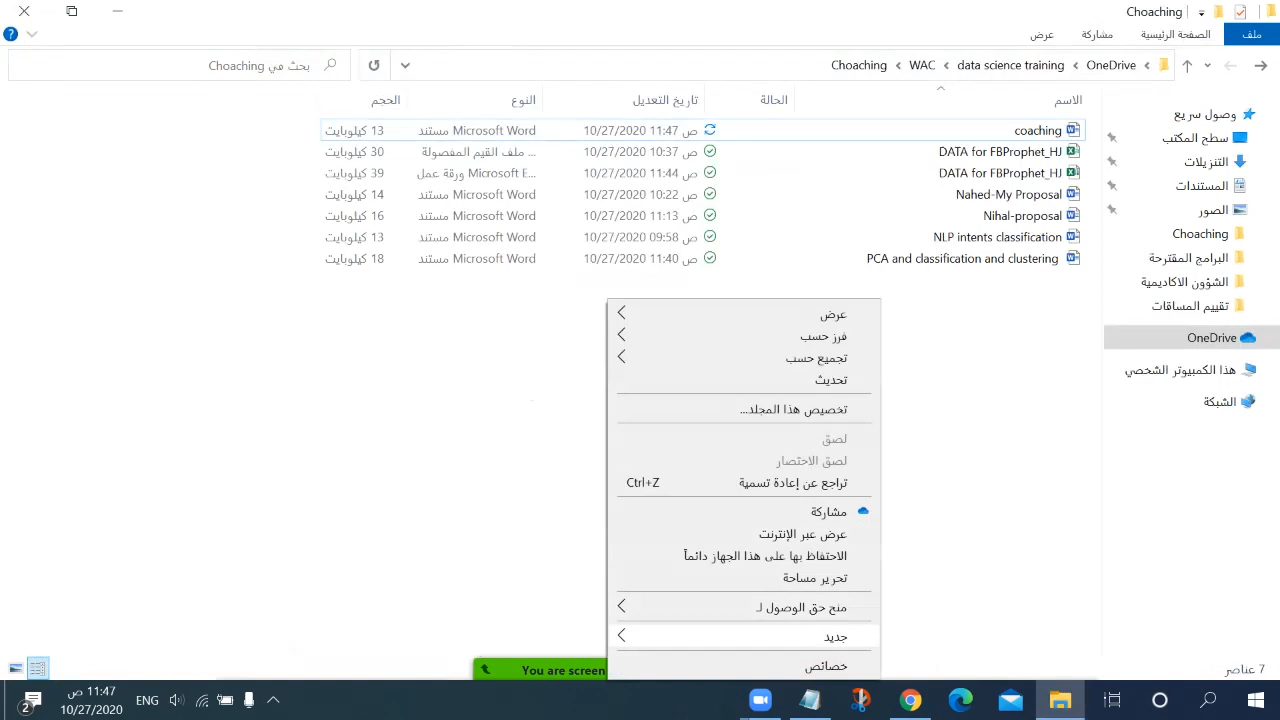 Choaching
ملف
الصفحة الرئيسية
مشاركة
عرض
OneDrive › data science training › WAC › Choaching
بحث في Choaching
الاسم
الحالة
تاريخ التعديل
النوع
الحجم
coaching 10/27/2020 11:47 ص مستند Microsoft Word 13 كيلوبايت
DATA for FBProphet_HJ 10/27/2020 10:37 ص ملف القيم المفصولة ... 30 كيلوبايت
DATA for FBProphet_HJ 10/27/2020 11:44 ص ورقة عمل Microsoft E... 39 كيلوبايت
Nahed-My Proposal 10/27/2020 10:22 ص مستند Microsoft Word 14 كيلوبايت
Nihal-proposal 10/27/2020 11:13 ص مستند Microsoft Word 16 كيلوبايت
NLP intents classification 10/27/2020 09:58 ص مستند Microsoft Word 13 كيلوبايت
PCA and classification and clustering 10/27/2020 11:40 ص مستند Microsoft Word 18 كيلوبايت
وصول سريع
سطح المكتب
التنزيلات
المستندات
الصور
Choaching
البرامج المقترحة
الشؤون الاكاديمية
تقييم المساقات
OneDrive
هذا الكمبيوتر الشخصي
الشبكة
عرض
فرز حسب
تجميع حسب
تحديث
تخصيص هذا المجلد...
لصق
لصق الاختصار
تراجع عن إعادة تسمية Ctrl+Z
مشاركة
عرض عبر الإنترنت
الاحتفاظ بها على هذا الجهاز دائماً
تحرير مساحة
منح حق الوصول لـ
جديد
خصائص
7 عناصر
You are screen
ENG
11:47 ص
10/27/2020
2